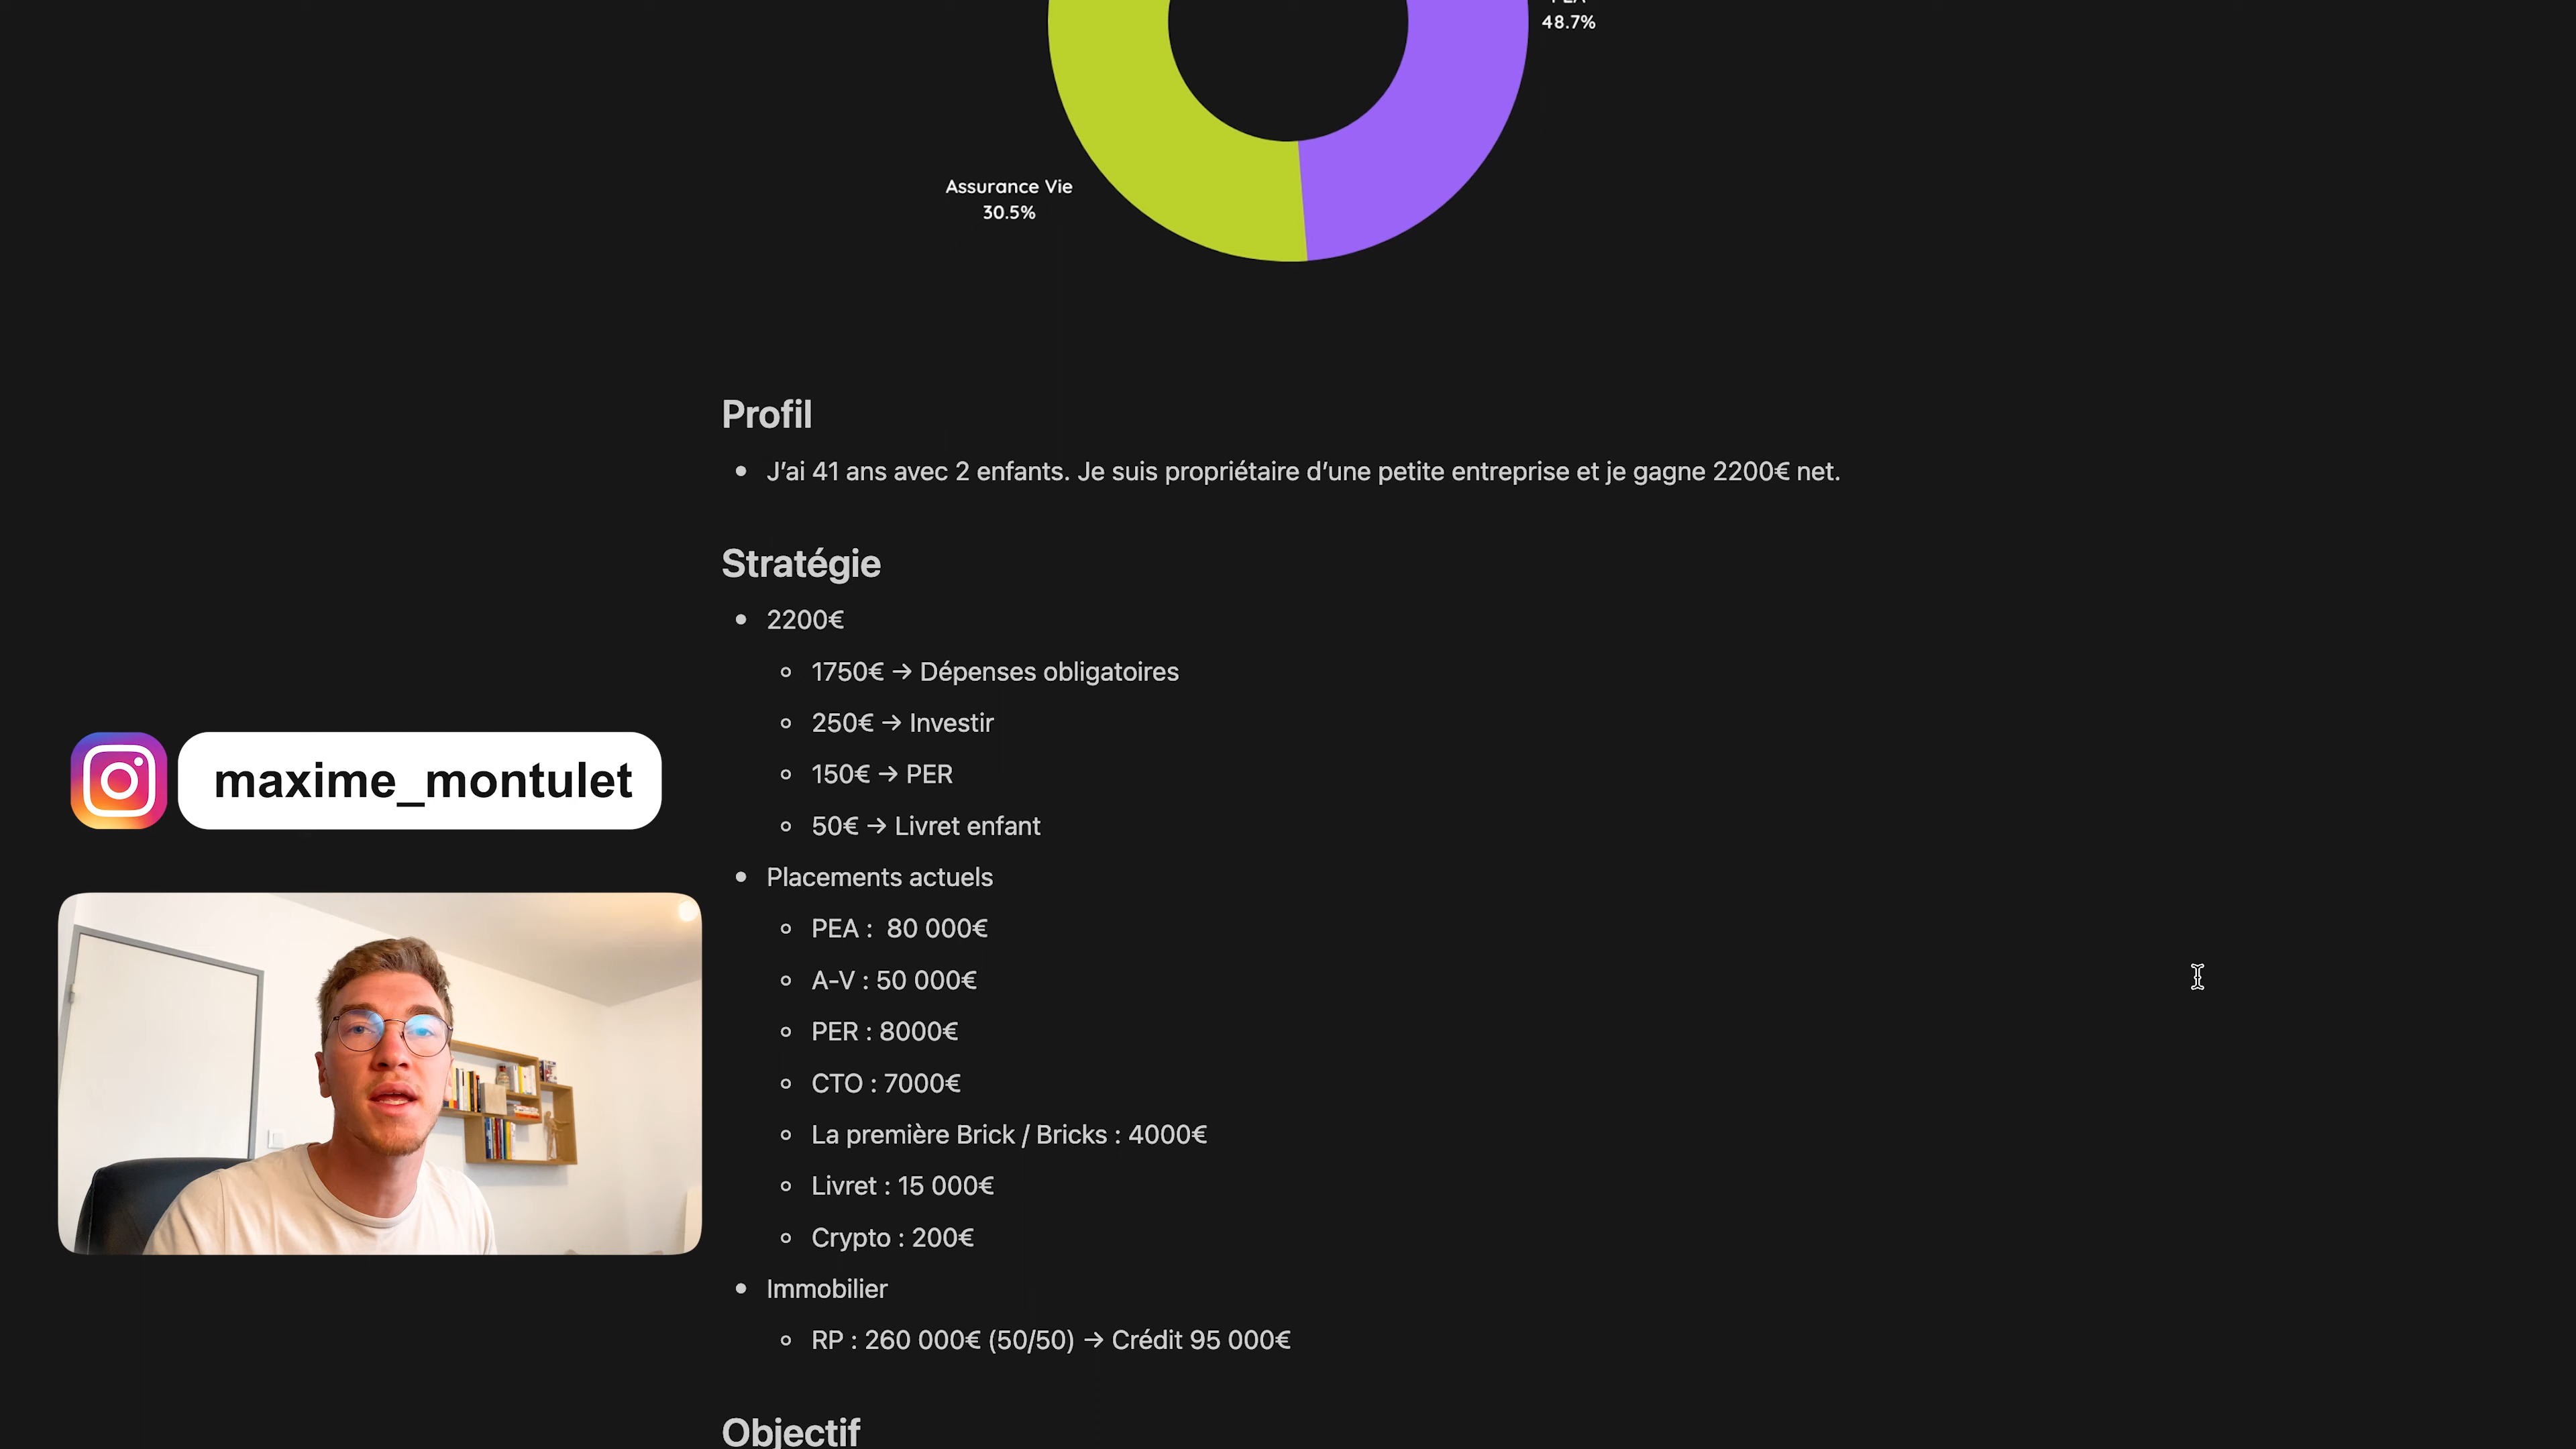 48.7%
Assurance Vie
30.5%
Profil
J’ai 41 ans avec 2 enfants. Je suis propriétaire d’une petite entreprise et je gagne 2200€ net.
Stratégie
2200€
1750€ → Dépenses obligatoires
250€ → Investir
150€ → PER
50€ → Livret enfant
Placements actuels
PEA :  80 000€
A-V : 50 000€
PER : 8000€
CTO : 7000€
La première Brick / Bricks : 4000€
Livret : 15 000€
Crypto : 200€
Immobilier
RP : 260 000€ (50/50) → Crédit 95 000€
Objectif
maxime_montulet